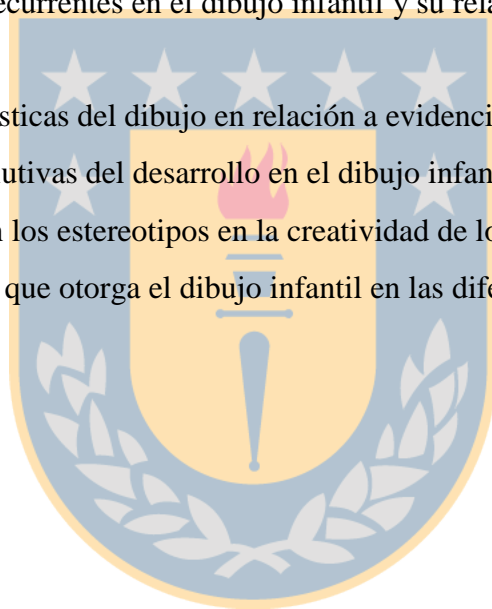 ecurrentes en el dibujo infantil y su rela
sticas del dibujo en relación a evidenci
utivas del desarrollo en el dibujo infan
los estereotipos en la creatividad de lo
que otorga el dibujo infantil en las dife